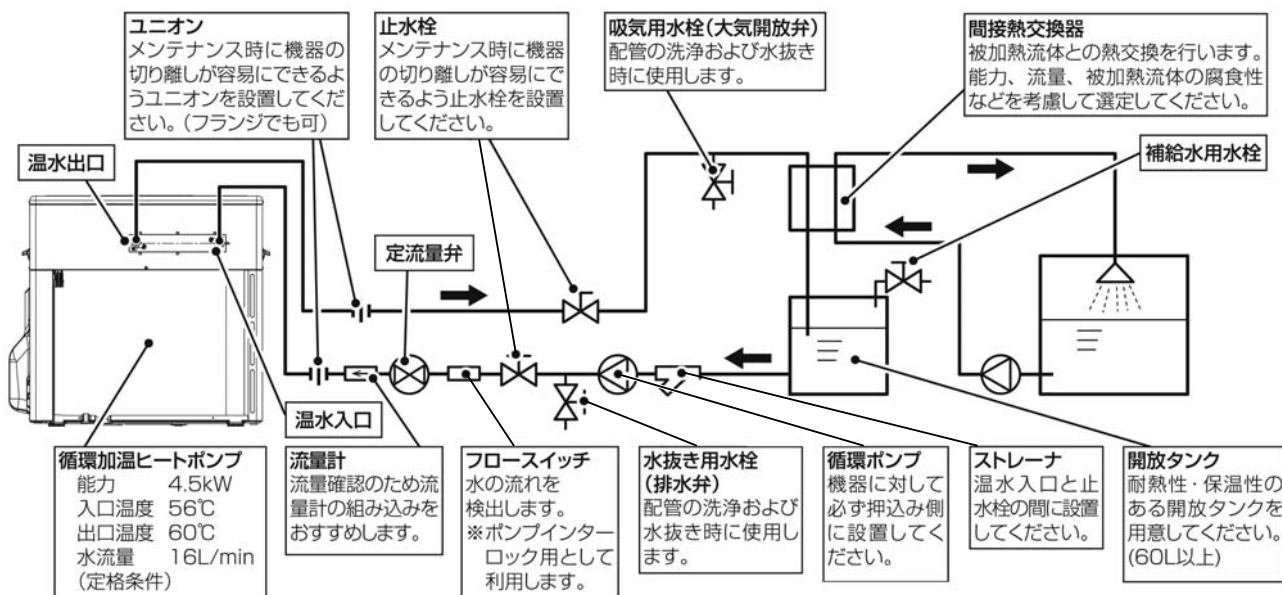 ユニオン
メンテナンス時に機器の
切り離しが容易にできるよ
うユニオンを設置してくだ
さい。(フランジでも可)
止水栓
メンテナンス時に機器
の切り離しが容易にで
きるよう止水栓を設置
してください。
吸気用水栓(大気開放弁)
配管の洗浄および水抜き
時に使用します。
間接熱交換器
被加熱流体との熱交換を行います。
能力、流量、被加熱流体の腐食性
などを考慮して選定してください。
温水出口
補給水用水栓
定流量弁
温水入口
循環加温ヒートポンプ
能力 4.5kW
入口温度 56℃
出口温度 60℃
水流量 16L/min
(定格条件)
流量計
流量確認のため流
量計の組み込みを
おすすめします。
フロースイッチ
水の流れを
検出します。
※ポンプインター
ロック用として
利用します。
水抜き用水栓
(排水弁)
配管の洗浄および
水抜き時に使用し
ます。
循環ポンプ
機器に対して
必ず押込み側
に設置してく
ださい。
ストレーナ
温水入口と止
水栓の間に設置
してください。
開放タンク
耐熱性・保温性の
ある開放タンクを
用意してください。
(60L以上)